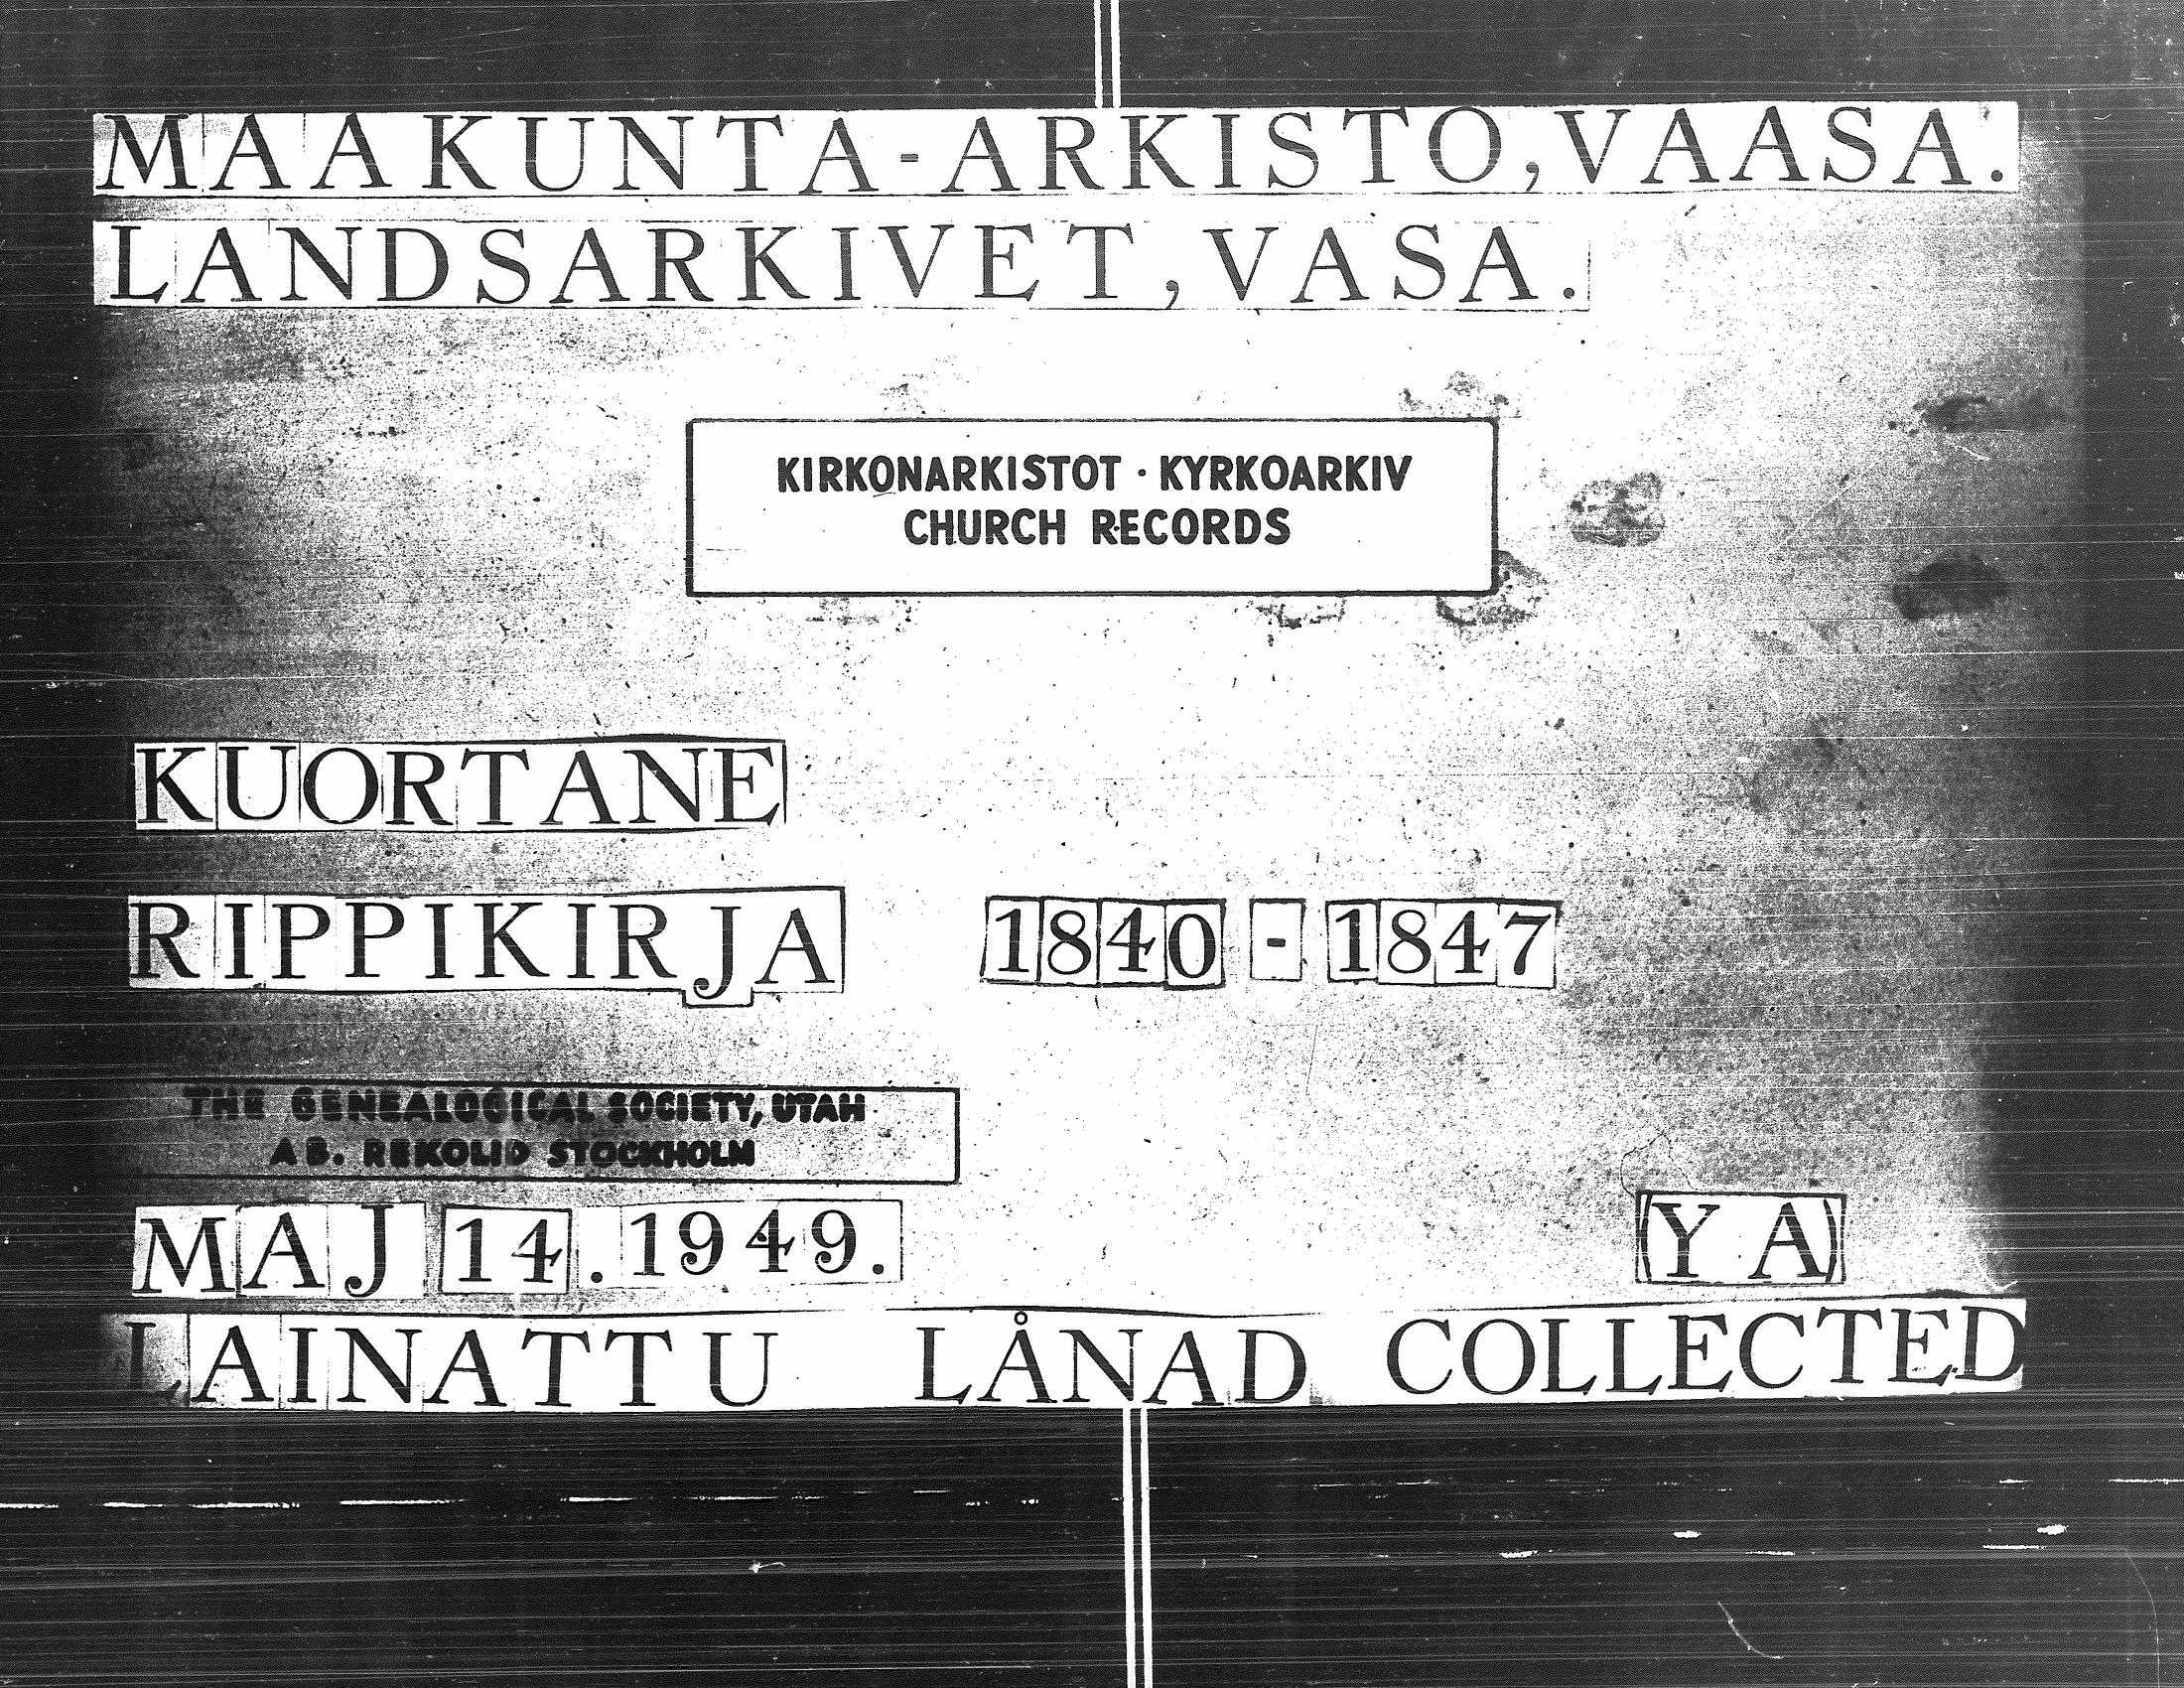 MAAKUNTA-ARKISTO, VAASA.
LANDSARKIVET, VASA.
KIRKONARKISTOT · KYRKOARKIV
CHURCH RECORDS
KUORTANE
RIPPIKIRJA 1840 - 1847
THE GENEALOGICAL SOCIETY, UTAH
AB. REKOLID STOCKHOLM
MAJ 14. 1949. (Y A)
LAINATTU LÅNAD COLLECTED